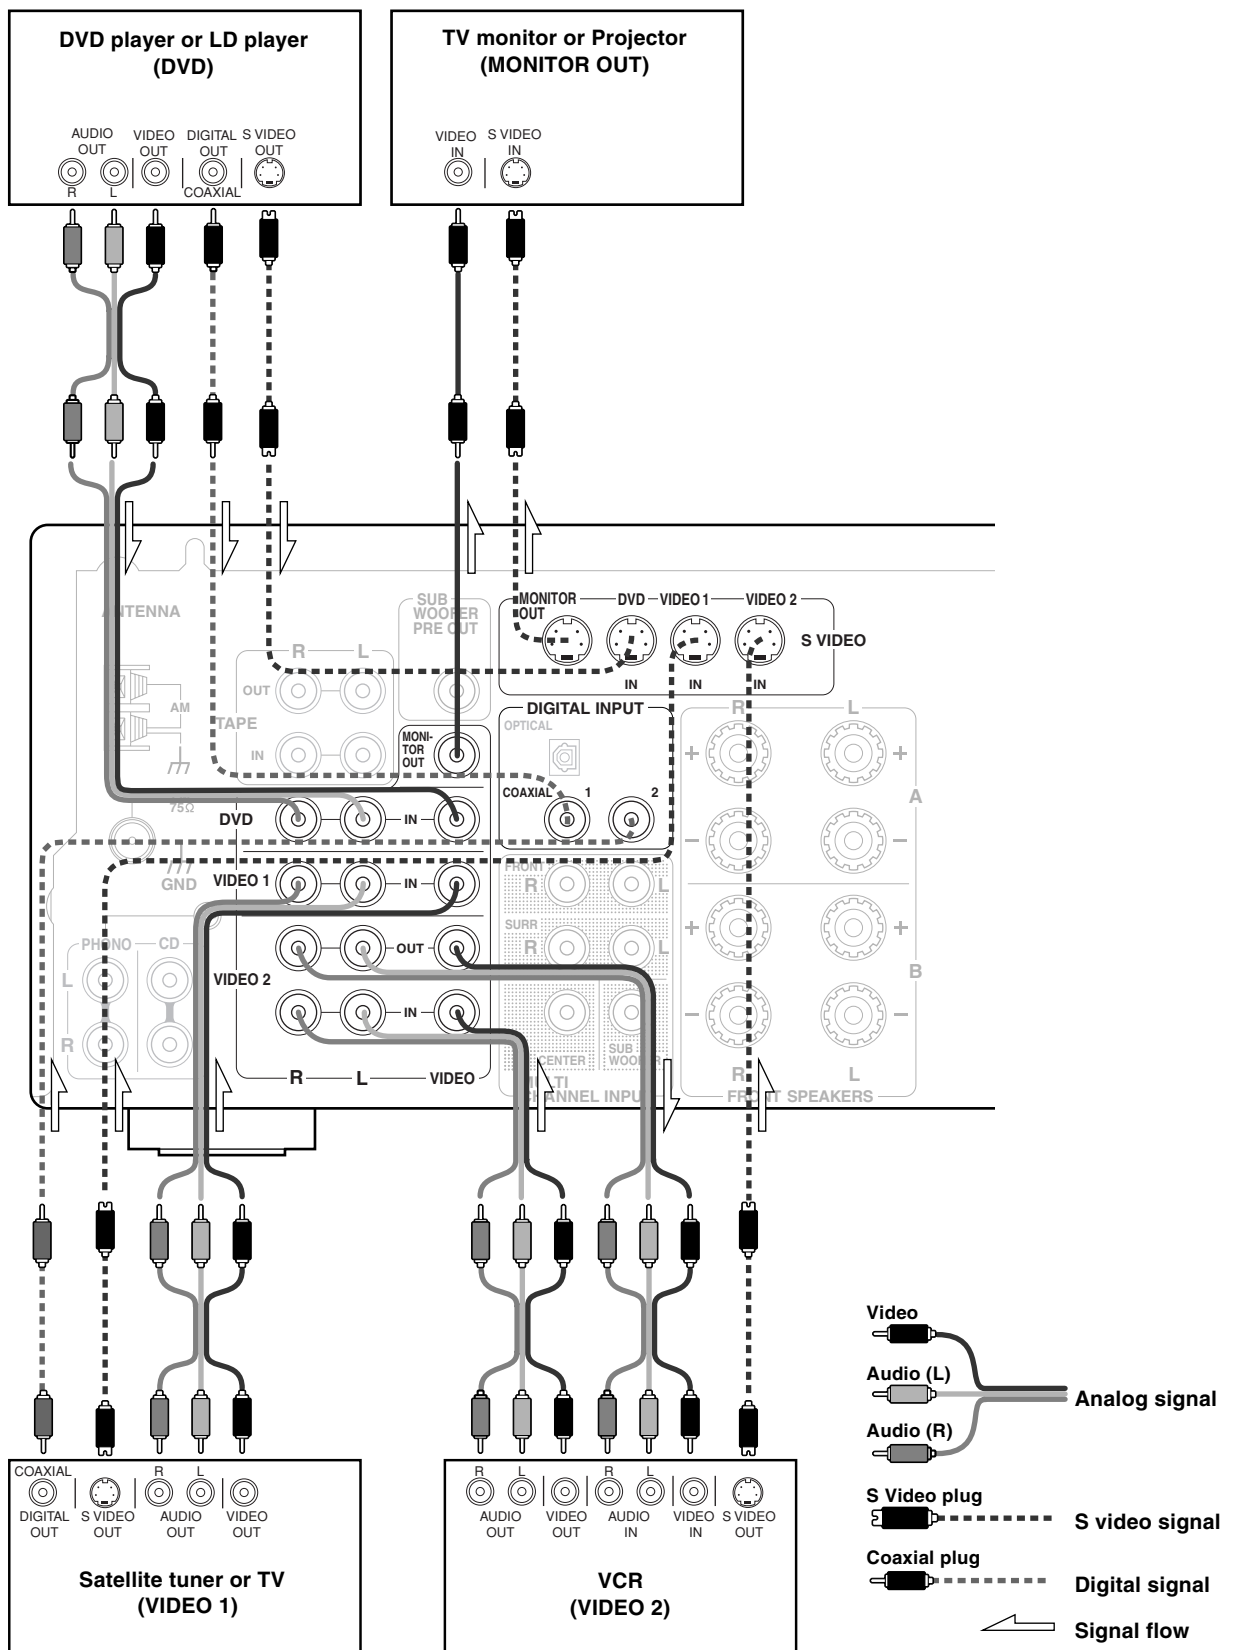 DVD player or LD player
(DVD)
AUDIO OUT
VIDEO OUT
DIGITAL OUT
S VIDEO OUT
R
L
COAXIAL
TV monitor or Projector
(MONITOR OUT)
VIDEO IN
S VIDEO IN
ANTENNA
SUB WOOFER PRE OUT
MONITOR OUT
DVD
VIDEO 1
VIDEO 2
S VIDEO
IN
IN
IN
R
L
OUT
TAPE
IN
AM
75Ω
GND
MONI-
TOR
OUT
DIGITAL INPUT
OPTICAL
COAXIAL
1
2
R
L
+
+
A
−
−
DVD
IN
VIDEO 1
IN
OUT
VIDEO 2
IN
R
L
VIDEO
PHONO
CD
L
R
FRONT
R
L
SURR
R
L
CENTER
SUB
+
+
B
−
−
R
L
FRONT SPEAKERS
COAXIAL
R
L
DIGITAL OUT
S VIDEO OUT
AUDIO OUT
VIDEO OUT
Satellite tuner or TV
(VIDEO 1)
R
L
R
L
AUDIO OUT
VIDEO OUT
AUDIO IN
VIDEO IN
S VIDEO OUT
VCR
(VIDEO 2)
Video
Audio (L)
Audio (R)
Analog signal
S Video plug
S video signal
Coaxial plug
Digital signal
Signal flow